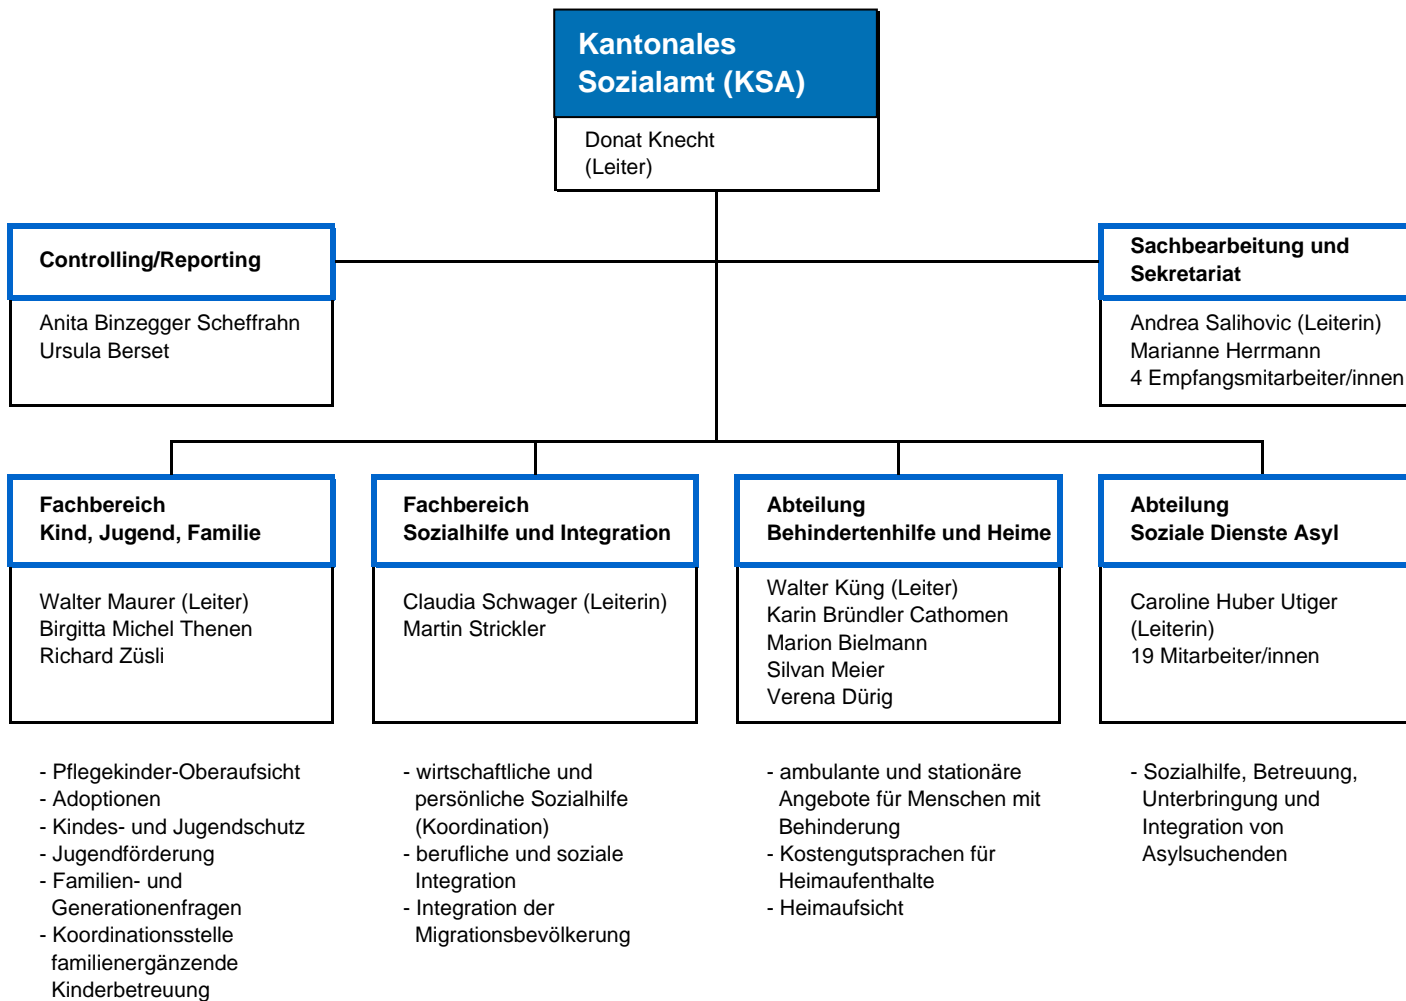 Kantonales
Sozialamt (KSA)
Donat Knecht
(Leiter)
Controlling/Reporting
Anita Binzegger Scheffrahn
Ursula Berset
Sachbearbeitung und
Sekretariat
Andrea Salihovic (Leiterin)
Marianne Herrmann
4 Empfangsmitarbeiter/innen
Fachbereich
Kind, Jugend, Familie
Walter Maurer (Leiter)
Birgitta Michel Thenen
Richard Züsli
- Pflegekinder-Oberaufsicht
- Adoptionen
- Kindes- und Jugendschutz
- Jugendförderung
- Familien- und
Generationenfragen
- Koordinationsstelle
familienergänzende
Kinderbetreuung
Fachbereich
Sozialhilfe und Integration
Claudia Schwager (Leiterin)
Martin Strickler
- wirtschaftliche und
persönliche Sozialhilfe
(Koordination)
- berufliche und soziale
Integration
- Integration der
Migrationsbevölkerung
Abteilung
Behindertenhilfe und Heime
Walter Küng (Leiter)
Karin Bründler Cathomen
Marion Bielmann
Silvan Meier
Verena Dürig
- ambulante und stationäre
Angebote für Menschen mit
Behinderung
- Kostengutsprachen für
Heimaufenthalte
- Heimaufsicht
Abteilung
Soziale Dienste Asyl
Caroline Huber Utiger
(Leiterin)
19 Mitarbeiter/innen
- Sozialhilfe, Betreuung,
Unterbringung und
Integration von
Asylsuchenden